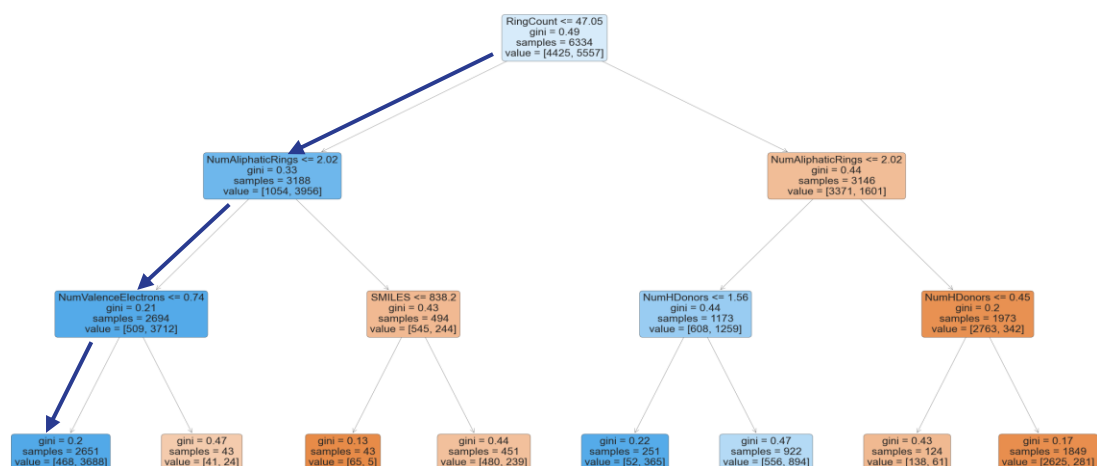 RingCount <= 47.05
gini = 0.49
samples = 6334
value = [4425, 5557]
NumAliphaticRings <= 2.02
gini = 0.33
samples = 3188
value = [1054, 3956]
NumAliphaticRings <= 2.02
gini = 0.44
samples = 3146
value = [3371, 1601]
NumValenceElectrons <= 0.74
gini = 0.21
samples = 2694
value = [509, 3712]
SMILES <= 838.2
gini = 0.43
samples = 494
value = [545, 244]
NumHDonors <= 1.56
gini = 0.44
samples = 1173
value = [608, 1259]
NumHDonors <= 0.45
gini = 0.2
samples = 1973
value = [2763, 342]
gini = 0.2
samples = 2651
value = [468, 3688]
gini = 0.47
samples = 43
value = [41, 24]
gini = 0.13
samples = 43
value = [65, 5]
gini = 0.44
samples = 451
value = [480, 239]
gini = 0.22
samples = 251
value = [52, 365]
gini = 0.47
samples = 922
value = [556, 894]
gini = 0.43
samples = 124
value = [138, 61]
gini = 0.17
samples = 1849
value = [2625, 281]